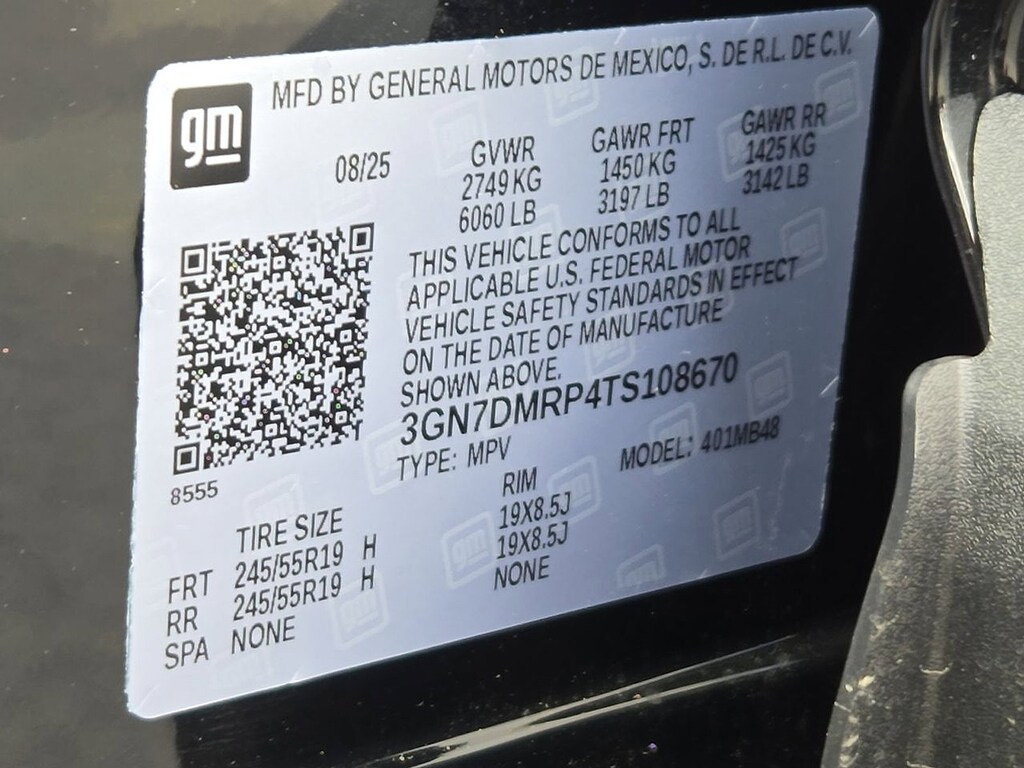 gm
MFD BY GENERAL MOTORS DE MEXICO, S. DE R.L. DE C.V.
08/25
GVWR
2749 KG
6060 LB
GAWR FRT
1450 KG
3197 LB
GAWR RR
1425 KG
3142 LB
THIS VEHICLE CONFORMS TO ALL
APPLICABLE U.S. FEDERAL MOTOR
VEHICLE SAFETY STANDARDS IN EFFECT
ON THE DATE OF MANUFACTURE
SHOWN ABOVE.
3GN7DMRP4TS108670
TYPE: MPV MODEL: 401MB48
8555
TIRE SIZE RIM
FRT 245/55R19 H 19X8.5J
RR 245/55R19 H 19X8.5J
SPA NONE NONE